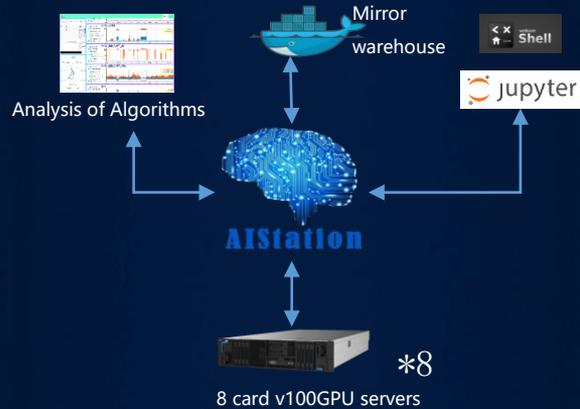 Mirror
warehouse
Shell
jupyter
Analysis of Algorithms
AIStation
*8
8 card v100GPU servers